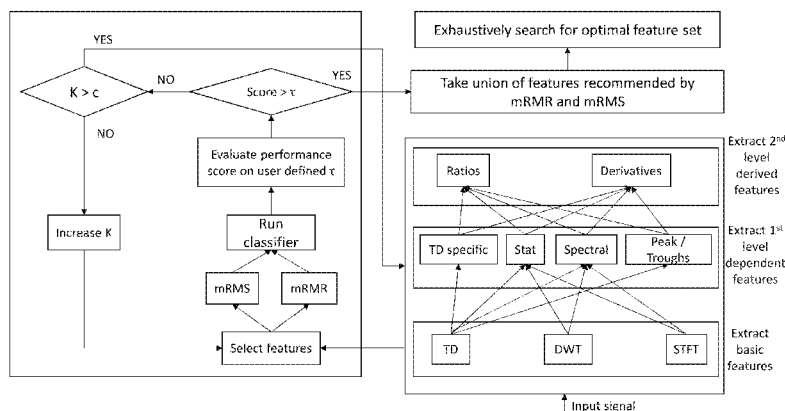 YES
Exhaustively search for optimal feature set
NO
YES
K > c
Score > τ
Take union of features recommended by
mRMR and mRMS
NO
Evaluate performance
score on user defined τ
Extract 2nd
level
derived
features
Ratios
Derivatives
Increase K
Run
classifier
TD specific
Stat
Spectral
Peak /
Troughs
Extract 1st
level
dependent
features
mRMS
mRMR
Select features
TD
DWT
STFT
Extract
basic
features
Input signal